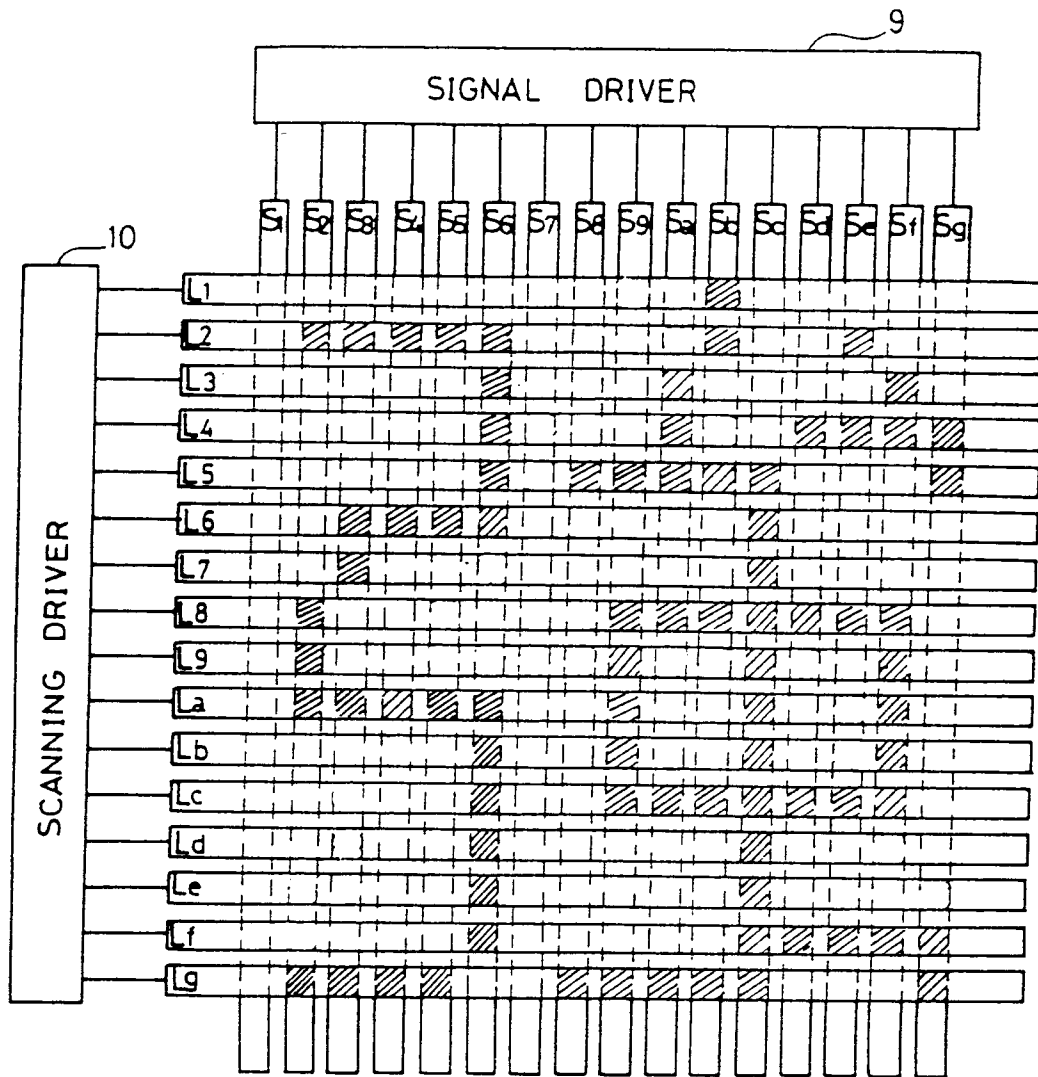 9
SIGNAL DRIVER
S1 S2 S3 S4 S5 S6 S7 S8 S9 Sa Sb Sc Sd Se Sf Sg
10
SCANNING DRIVER
L1
L2
L3
L4
L5
L6
L7
L8
L9
La
Lb
Lc
Ld
Le
Lf
Lg
強